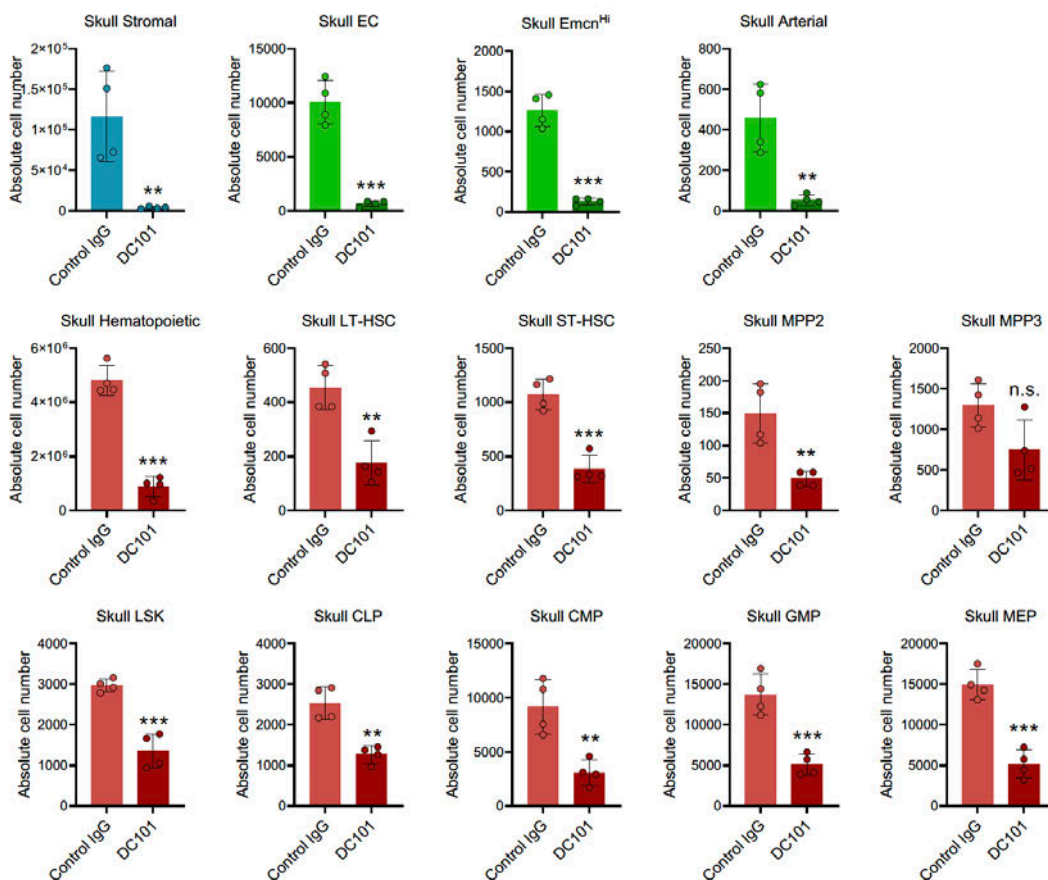 Skull Stromal
Absolute cell number
2×10⁵
1.5×10⁵
1×10⁵
5×10⁴
0
**
Control IgG
DC101
Skull EC
Absolute cell number
15000
10000
5000
0
***
Control IgG
DC101
Skull Emcnᴴⁱ
Absolute cell number
2000
1500
1000
500
0
***
Control IgG
DC101
Skull Arterial
Absolute cell number
800
600
400
200
0
**
Control IgG
DC101
Skull Hematopoietic
Absolute cell number
6×10⁶
4×10⁶
2×10⁶
0
***
Control IgG
DC101
Skull LT-HSC
Absolute cell number
600
400
200
0
**
Control IgG
DC101
Skull ST-HSC
Absolute cell number
1500
1000
500
0
***
Control IgG
DC101
Skull MPP2
Absolute cell number
250
200
150
100
50
0
**
Control IgG
DC101
Skull MPP3
Absolute cell number
2000
1500
1000
500
0
n.s.
Control IgG
DC101
Skull LSK
Absolute cell number
4000
3000
2000
1000
0
***
Control IgG
DC101
Skull CLP
Absolute cell number
4000
3000
2000
1000
0
**
Control IgG
DC101
Skull CMP
Absolute cell number
15000
10000
5000
0
**
Control IgG
DC101
Skull GMP
Absolute cell number
20000
15000
10000
5000
0
***
Control IgG
DC101
Skull MEP
Absolute cell number
20000
15000
10000
5000
0
***
Control IgG
DC101